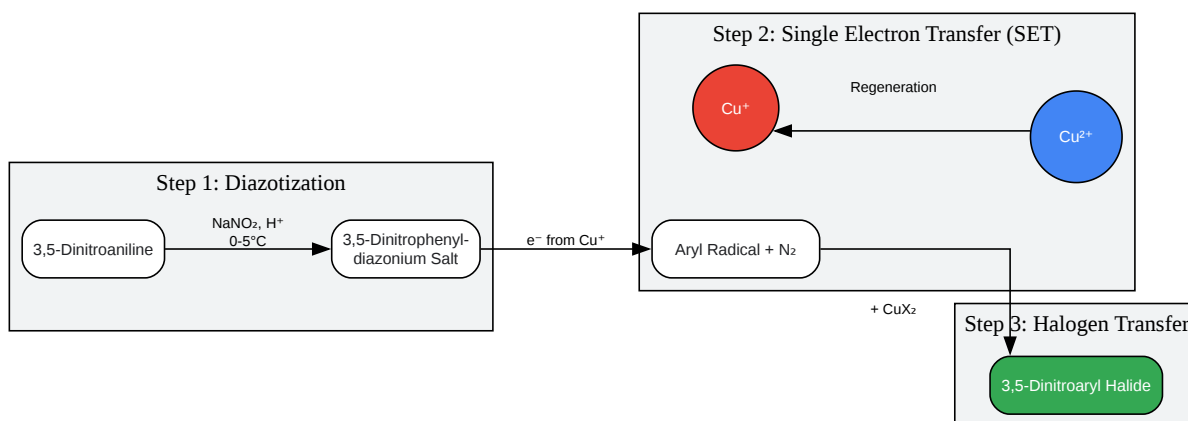 Step 1: Diazotization
3,5-Dinitroaniline
NaNO₂, H⁺
0-5°C
3,5-Dinitrophenyl-
diazonium Salt
e⁻ from Cu⁺
Step 2: Single Electron Transfer (SET)
Cu⁺
Regeneration
Cu²⁺
Aryl Radical + N₂
+ CuX₂
Step 3: Halogen Transfer
3,5-Dinitroaryl Halide